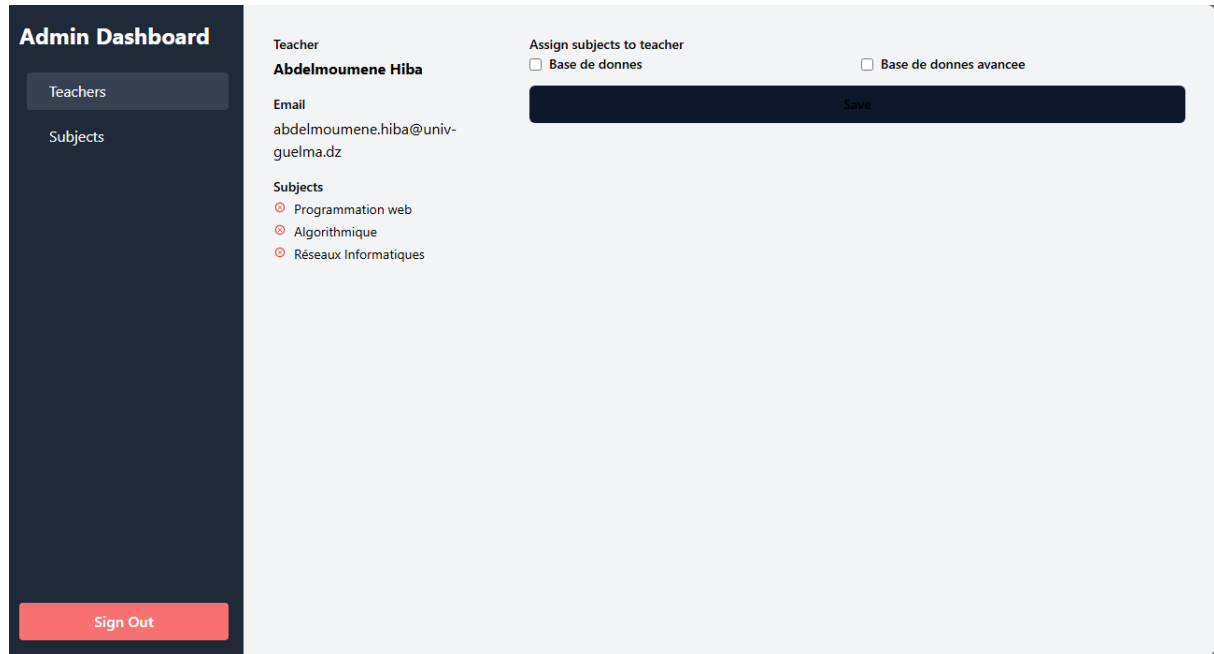 Admin Dashboard
Teachers
Subjects
Sign Out
Teacher
Abdelmoumene Hiba
Email
abdelmoumene.hiba@univ-
guelma.dz
Subjects
Programmation web
Algorithmique
Réseaux Informatiques
Assign subjects to teacher
Base de donnes
Base de donnes avancee
Save